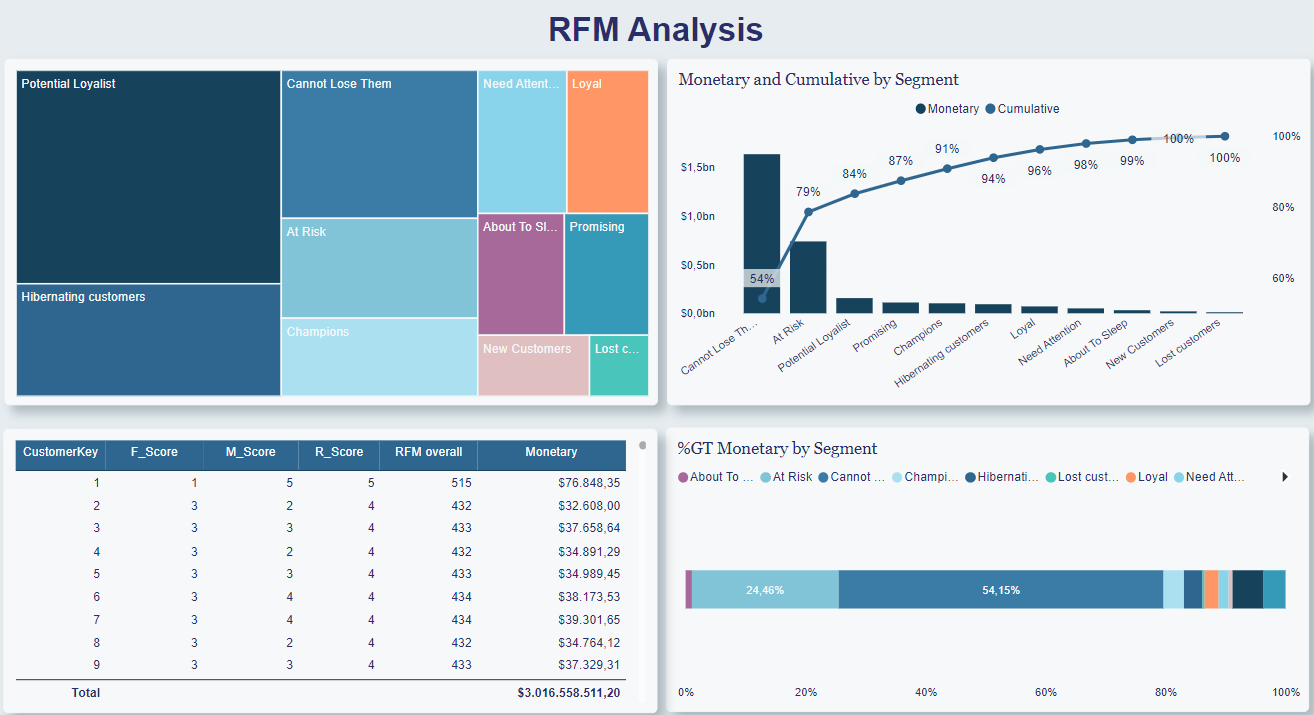 RFM Analysis
Potential Loyalist
Cannot Lose Them
Need Attent...
Loyal
At Risk
About To Sl...
Promising
Hibernating customers
Champions
New Customers
Lost c...
Monetary and Cumulative by Segment
Monetary Cumulative
$1,5bn
$1,0bn
$0,5bn
$0,0bn
54%
79%
84%
87%
91%
94%
96%
98%
99%
100%
100%
100%
80%
60%
Cannot Lose Th...
At Risk
Potential Loyalist
Promising
Champions
Hibernating customers
Loyal
Need Attention
About To Sleep
New Customers
Lost customers
CustomerKey F_Score M_Score R_Score RFM overall Monetary
1 1 5 5 515 $76.848,35
2 3 2 4 432 $32.608,00
3 3 3 4 433 $37.658,64
4 3 2 4 432 $34.891,29
5 3 3 4 433 $34.989,45
6 3 4 4 434 $38.173,53
7 3 4 4 434 $39.301,65
8 3 2 4 432 $34.764,12
9 3 3 4 433 $37.329,31
Total $3.016.558.511,20
%GT Monetary by Segment
About To ... At Risk Cannot ... Champi... Hibernati... Lost cust... Loyal Need Att...
24,46% 54,15%
0% 20% 40% 60% 80% 100%